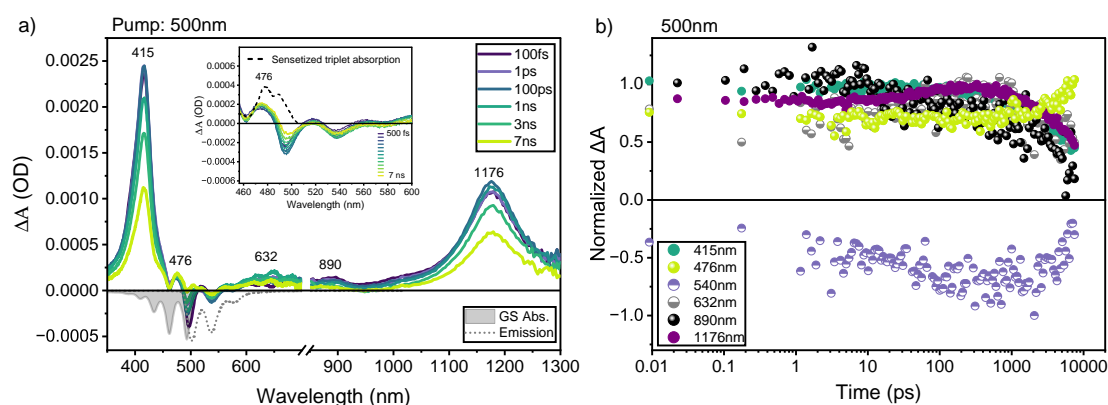 a)
Pump: 500nm
ΔA (OD)
0.0025
0.0020
0.0015
0.0010
0.0005
0.0000
−0.0005
415
476
632
890
1176
100fs
1ps
100ps
1ns
3ns
7ns
GS Abs.
Emission
400 500 600 900 1000 1100 1200 1300
Wavelength (nm)
Sensetized triplet absorption
476
ΔA (OD)
0.0006
0.0004
0.0002
0.0000
−0.0002
−0.0004
−0.0006
500 fs
7 ns
460 480 500 520 540 560 580 600
Wavelength (nm)
b)
500nm
Normalized ΔA
1.0
0.5
0.0
−0.5
−1.0
415nm
476nm
540nm
632nm
890nm
1176nm
0.01 0.1 1 10 100 1000 10000
Time (ps)